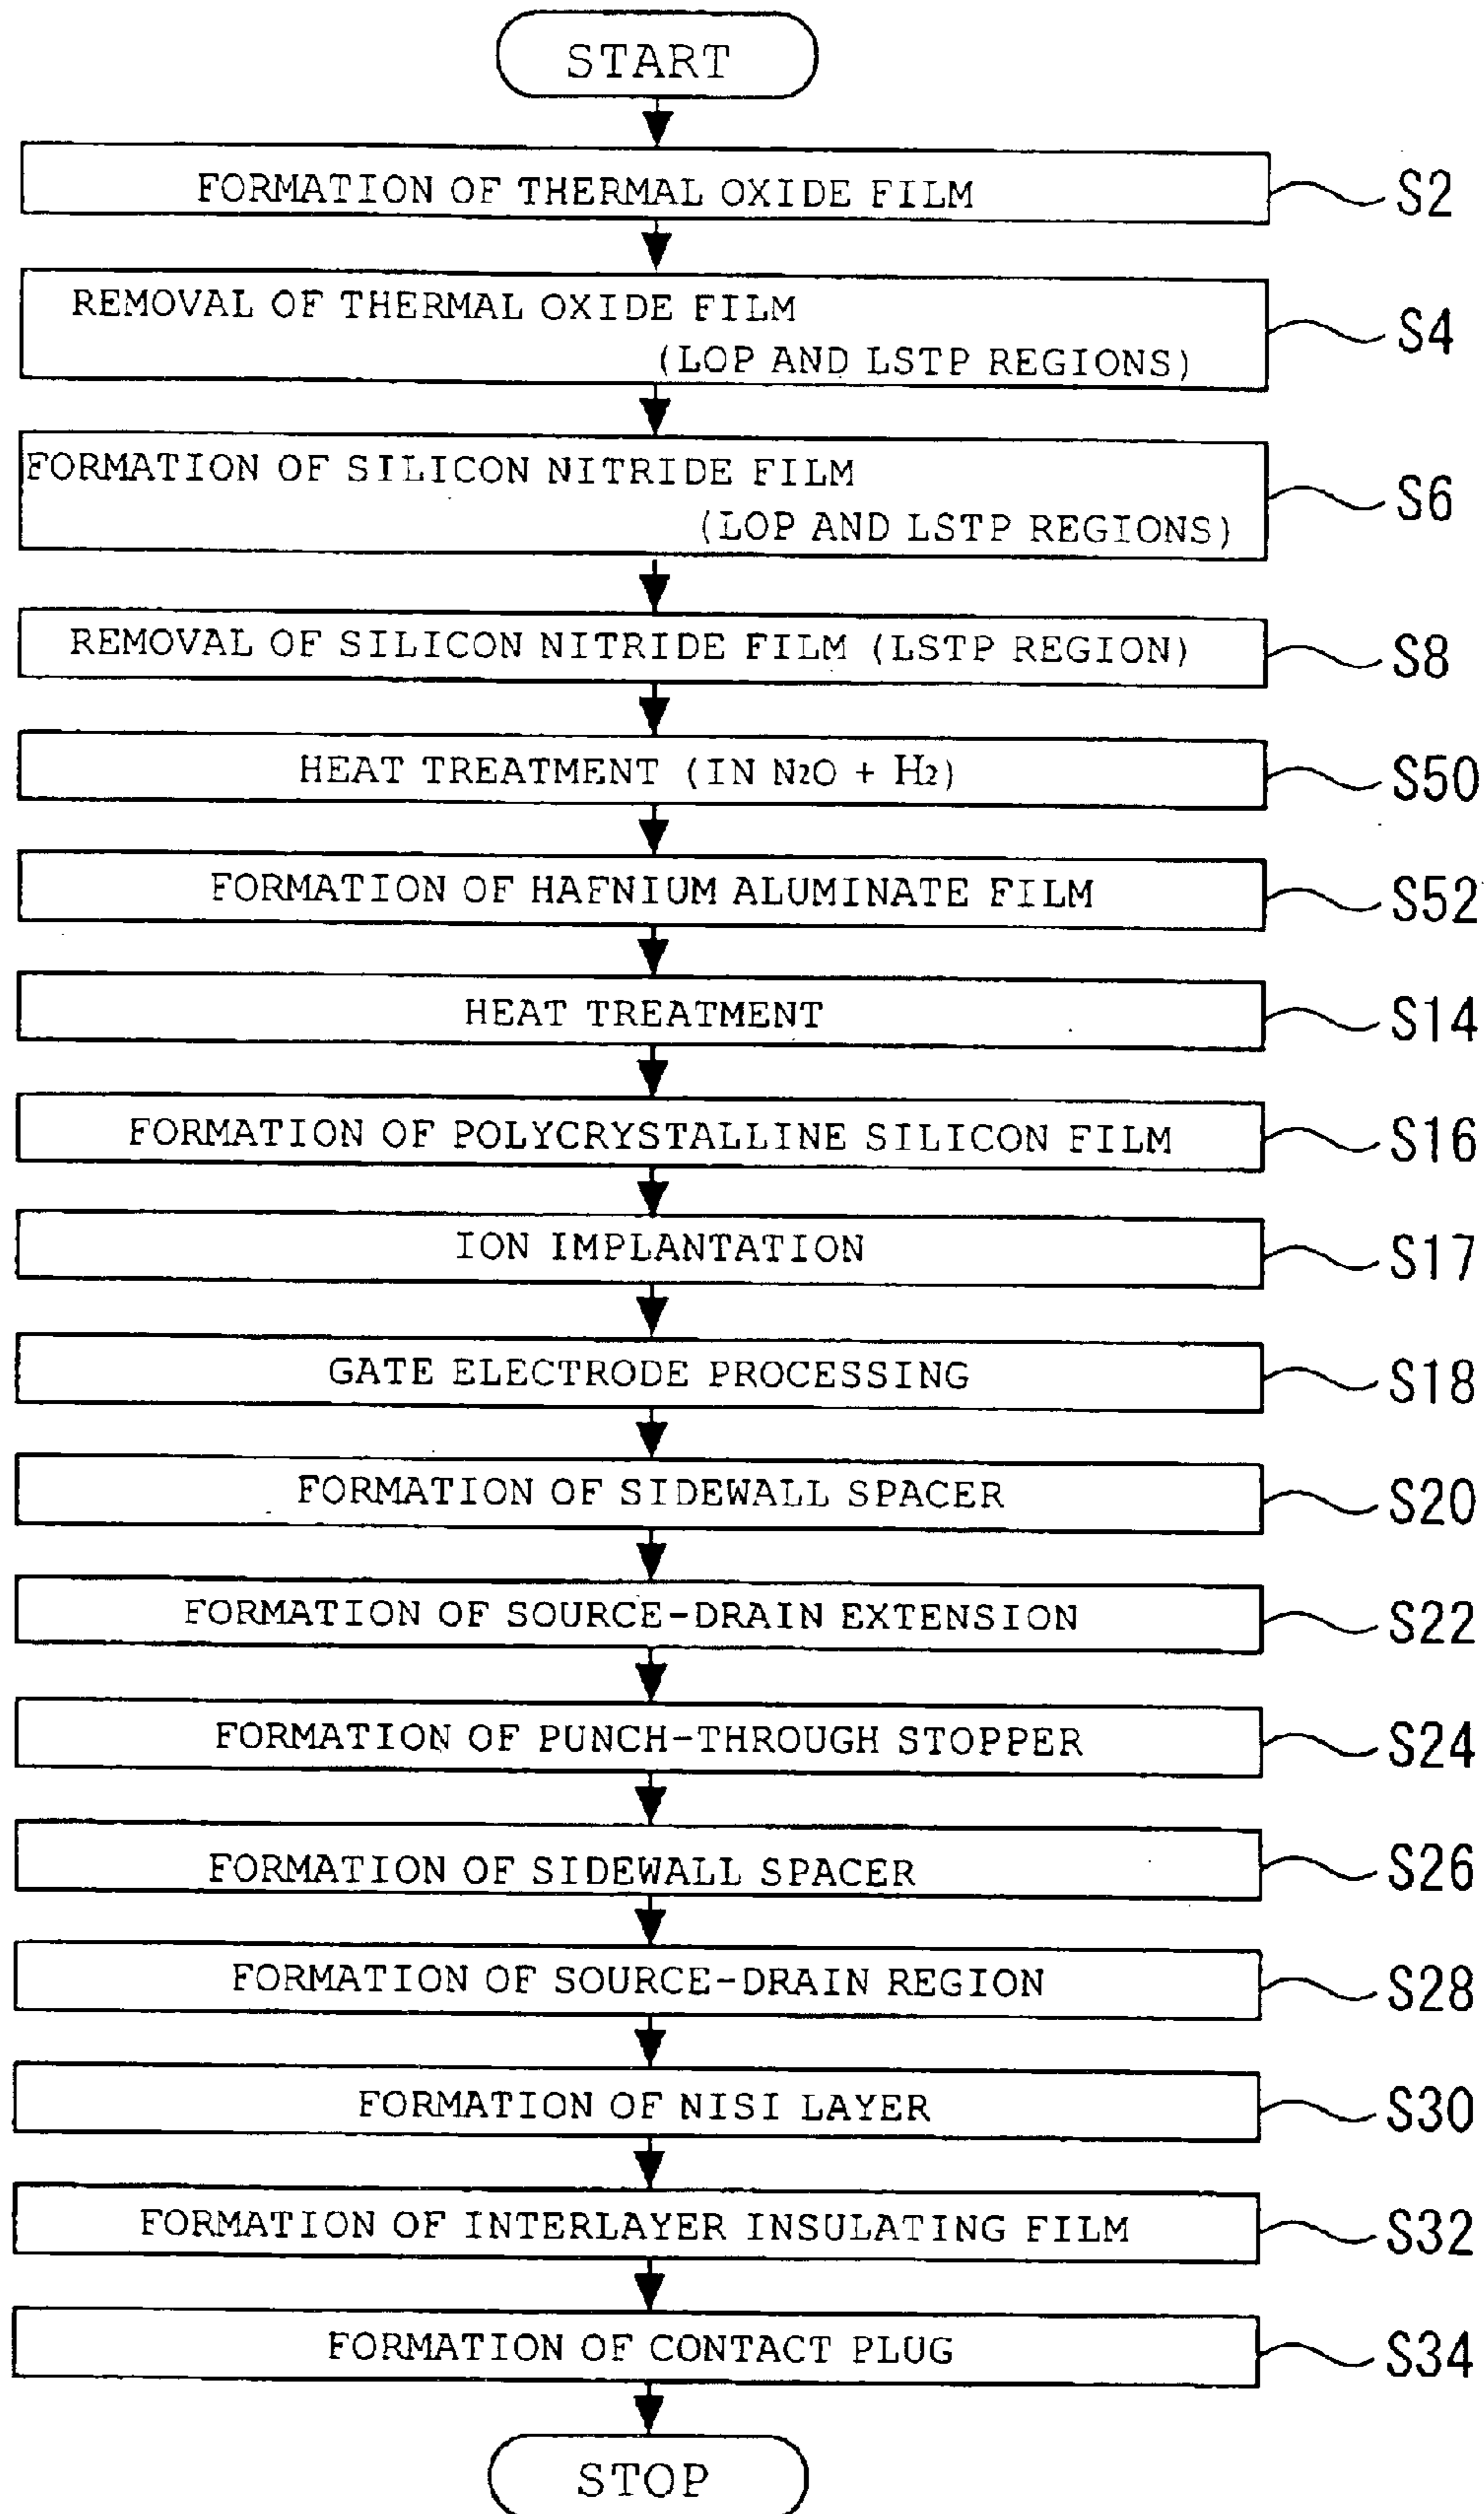 START
FORMATION OF THERMAL OXIDE FILM
S2
REMOVAL OF THERMAL OXIDE FILM
(LOP AND LSTP REGIONS)
S4
FORMATION OF SILICON NITRIDE FILM
(LOP AND LSTP REGIONS)
S6
REMOVAL OF SILICON NITRIDE FILM (LSTP REGION)
S8
HEAT TREATMENT (IN N2O + H2)
S50
FORMATION OF HAFNIUM ALUMINATE FILM
S52
HEAT TREATMENT
S14
FORMATION OF POLYCRYSTALLINE SILICON FILM
S16
ION IMPLANTATION
S17
GATE ELECTRODE PROCESSING
S18
FORMATION OF SIDEWALL SPACER
S20
FORMATION OF SOURCE-DRAIN EXTENSION
S22
FORMATION OF PUNCH-THROUGH STOPPER
S24
FORMATION OF SIDEWALL SPACER
S26
FORMATION OF SOURCE-DRAIN REGION
S28
FORMATION OF NISI LAYER
S30
FORMATION OF INTERLAYER INSULATING FILM
S32
FORMATION OF CONTACT PLUG
S34
STOP